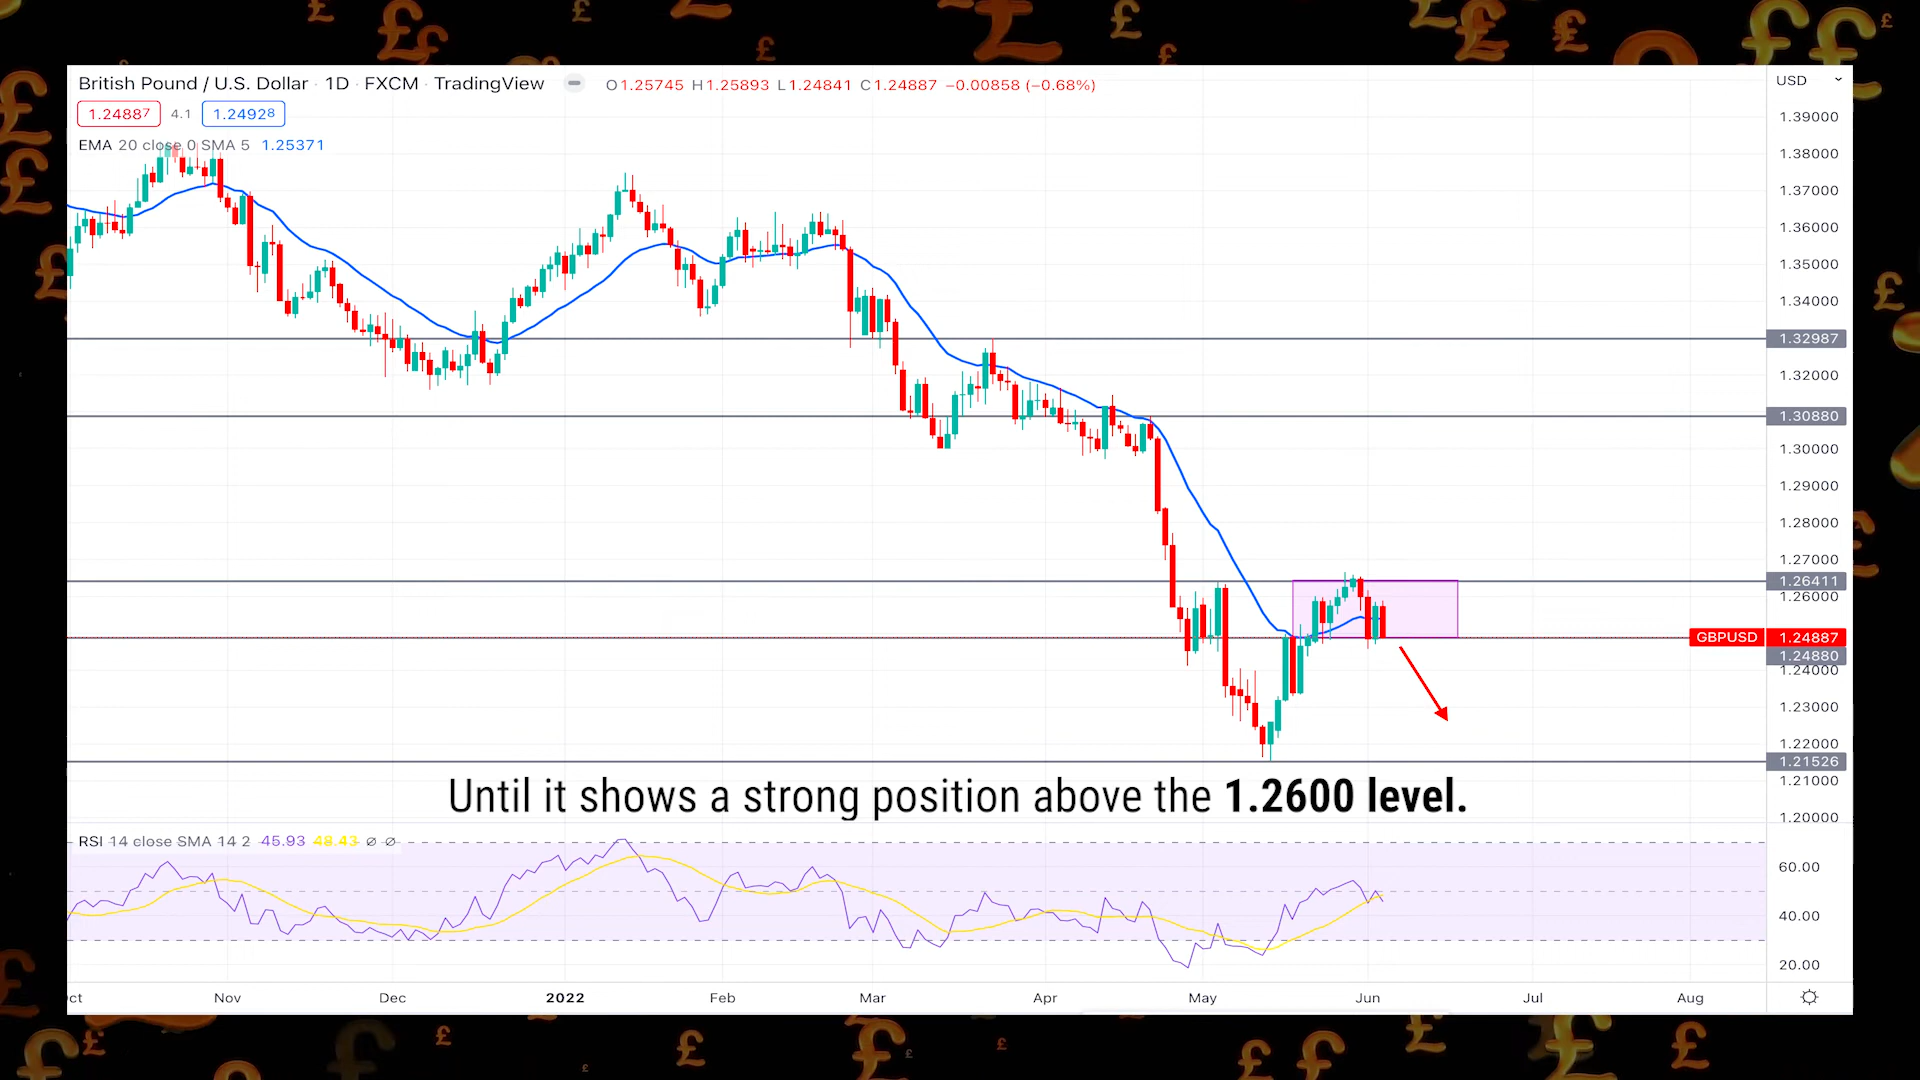 British Pound / U.S. Dollar · 1D · FXCM · TradingView
O1.25745 H1.25893 L1.24841 C1.24887 −0.00858 (−0.68%)
USD
1.24887 4.1 1.24928
EMA 20 close 0 SMA 5 1.25371
1.39000
1.38000
1.37000
1.36000
1.35000
1.34000
1.32987
1.32000
1.30880
1.30000
1.29000
1.28000
1.27000
1.26411
1.26000
GBPUSD 1.24887
1.24880
1.24000
1.23000
1.22000
1.21526
1.21000
1.20000
Until it shows a strong position above the 1.2600 level.
RSI 14 close SMA 14 2 45.93 48.43 ∅ ∅
60.00
40.00
20.00
ct Nov Dec 2022 Feb Mar Apr May Jun Jul Aug